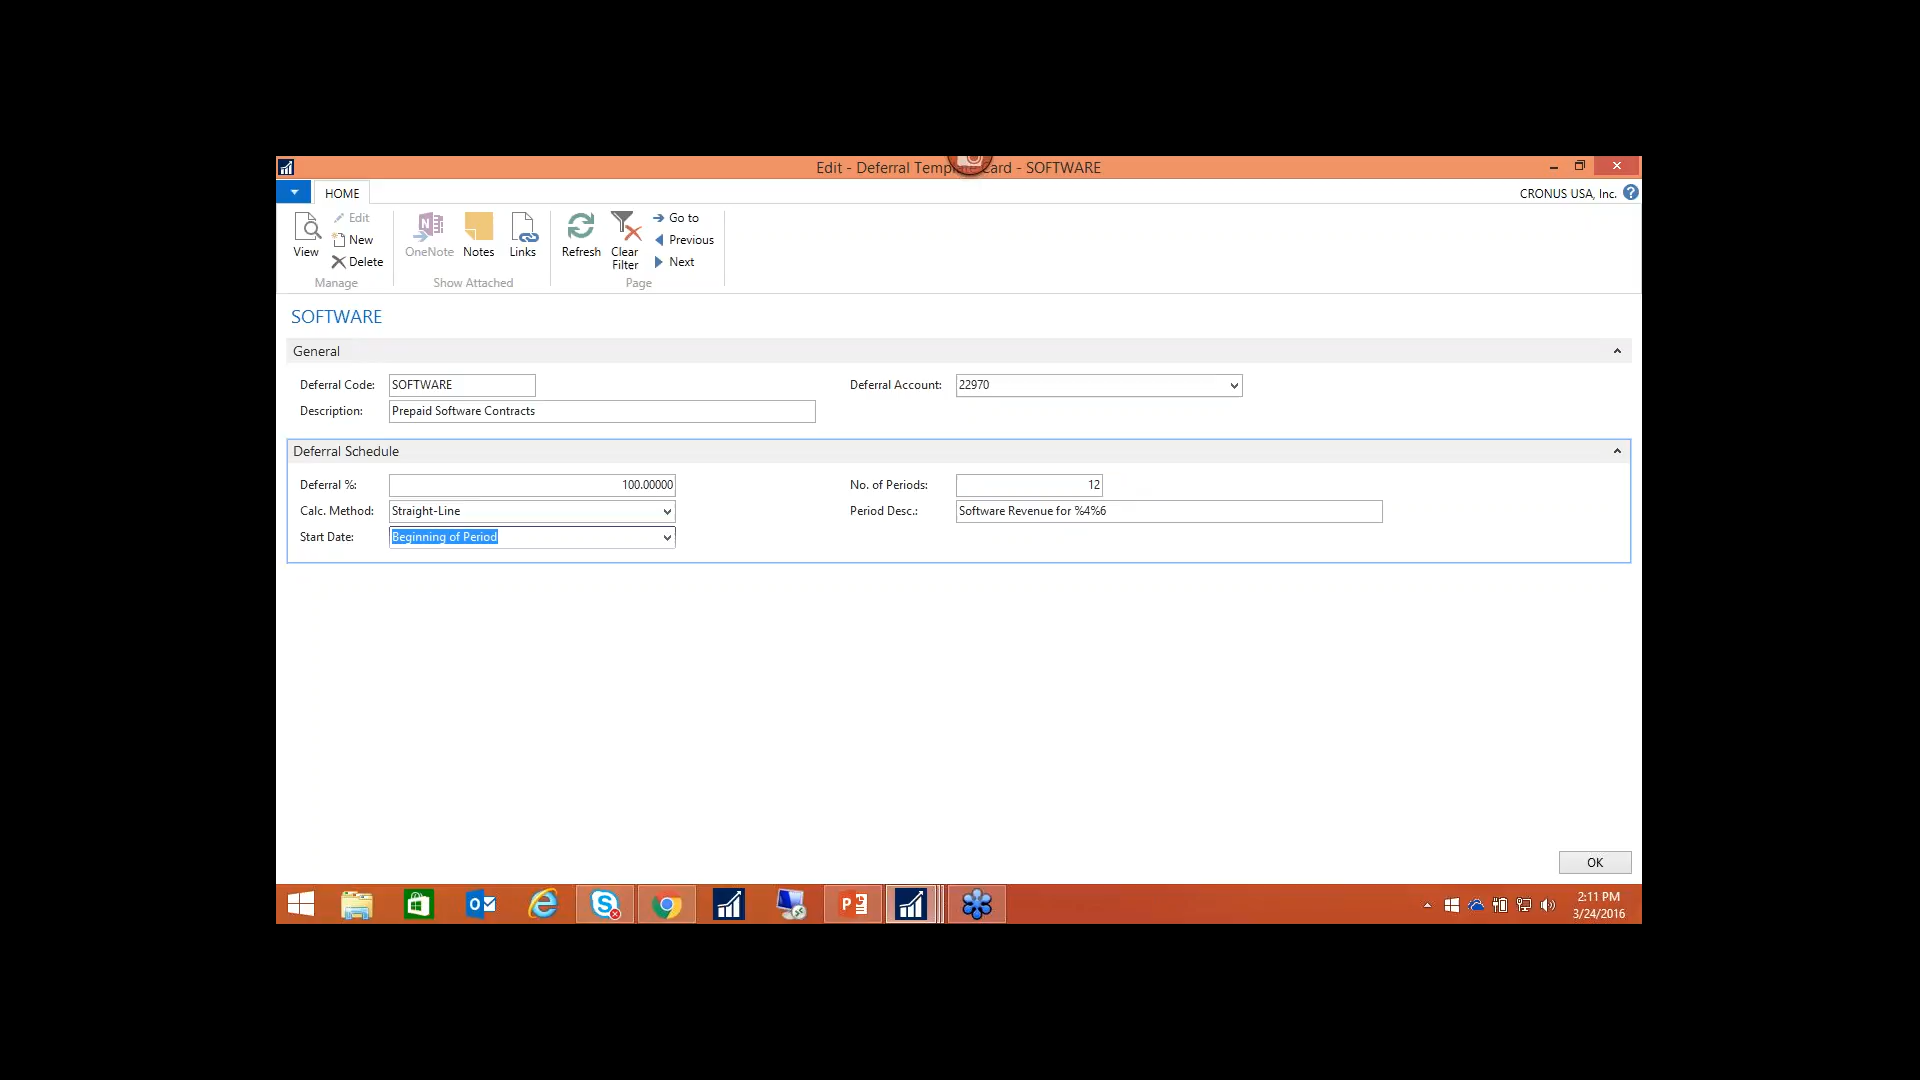 Edit - Deferral Temp Card - SOFTWARE
HOME
CRONUS USA, Inc.
View
Edit
New
Delete
Manage
OneNote
Notes
Links
Show Attached
Refresh
Clear
Filter
Go to
Previous
Next
Page
SOFTWARE
General
Deferral Code: SOFTWARE
Deferral Account: 22970
Description: Prepaid Software Contracts
Deferral Schedule
Deferral %: 100.00000
No. of Periods: 12
Calc. Method: Straight-Line
Period Desc.: Software Revenue for %4%6
Start Date: Beginning of Period
OK
2:11 PM
3/24/2016